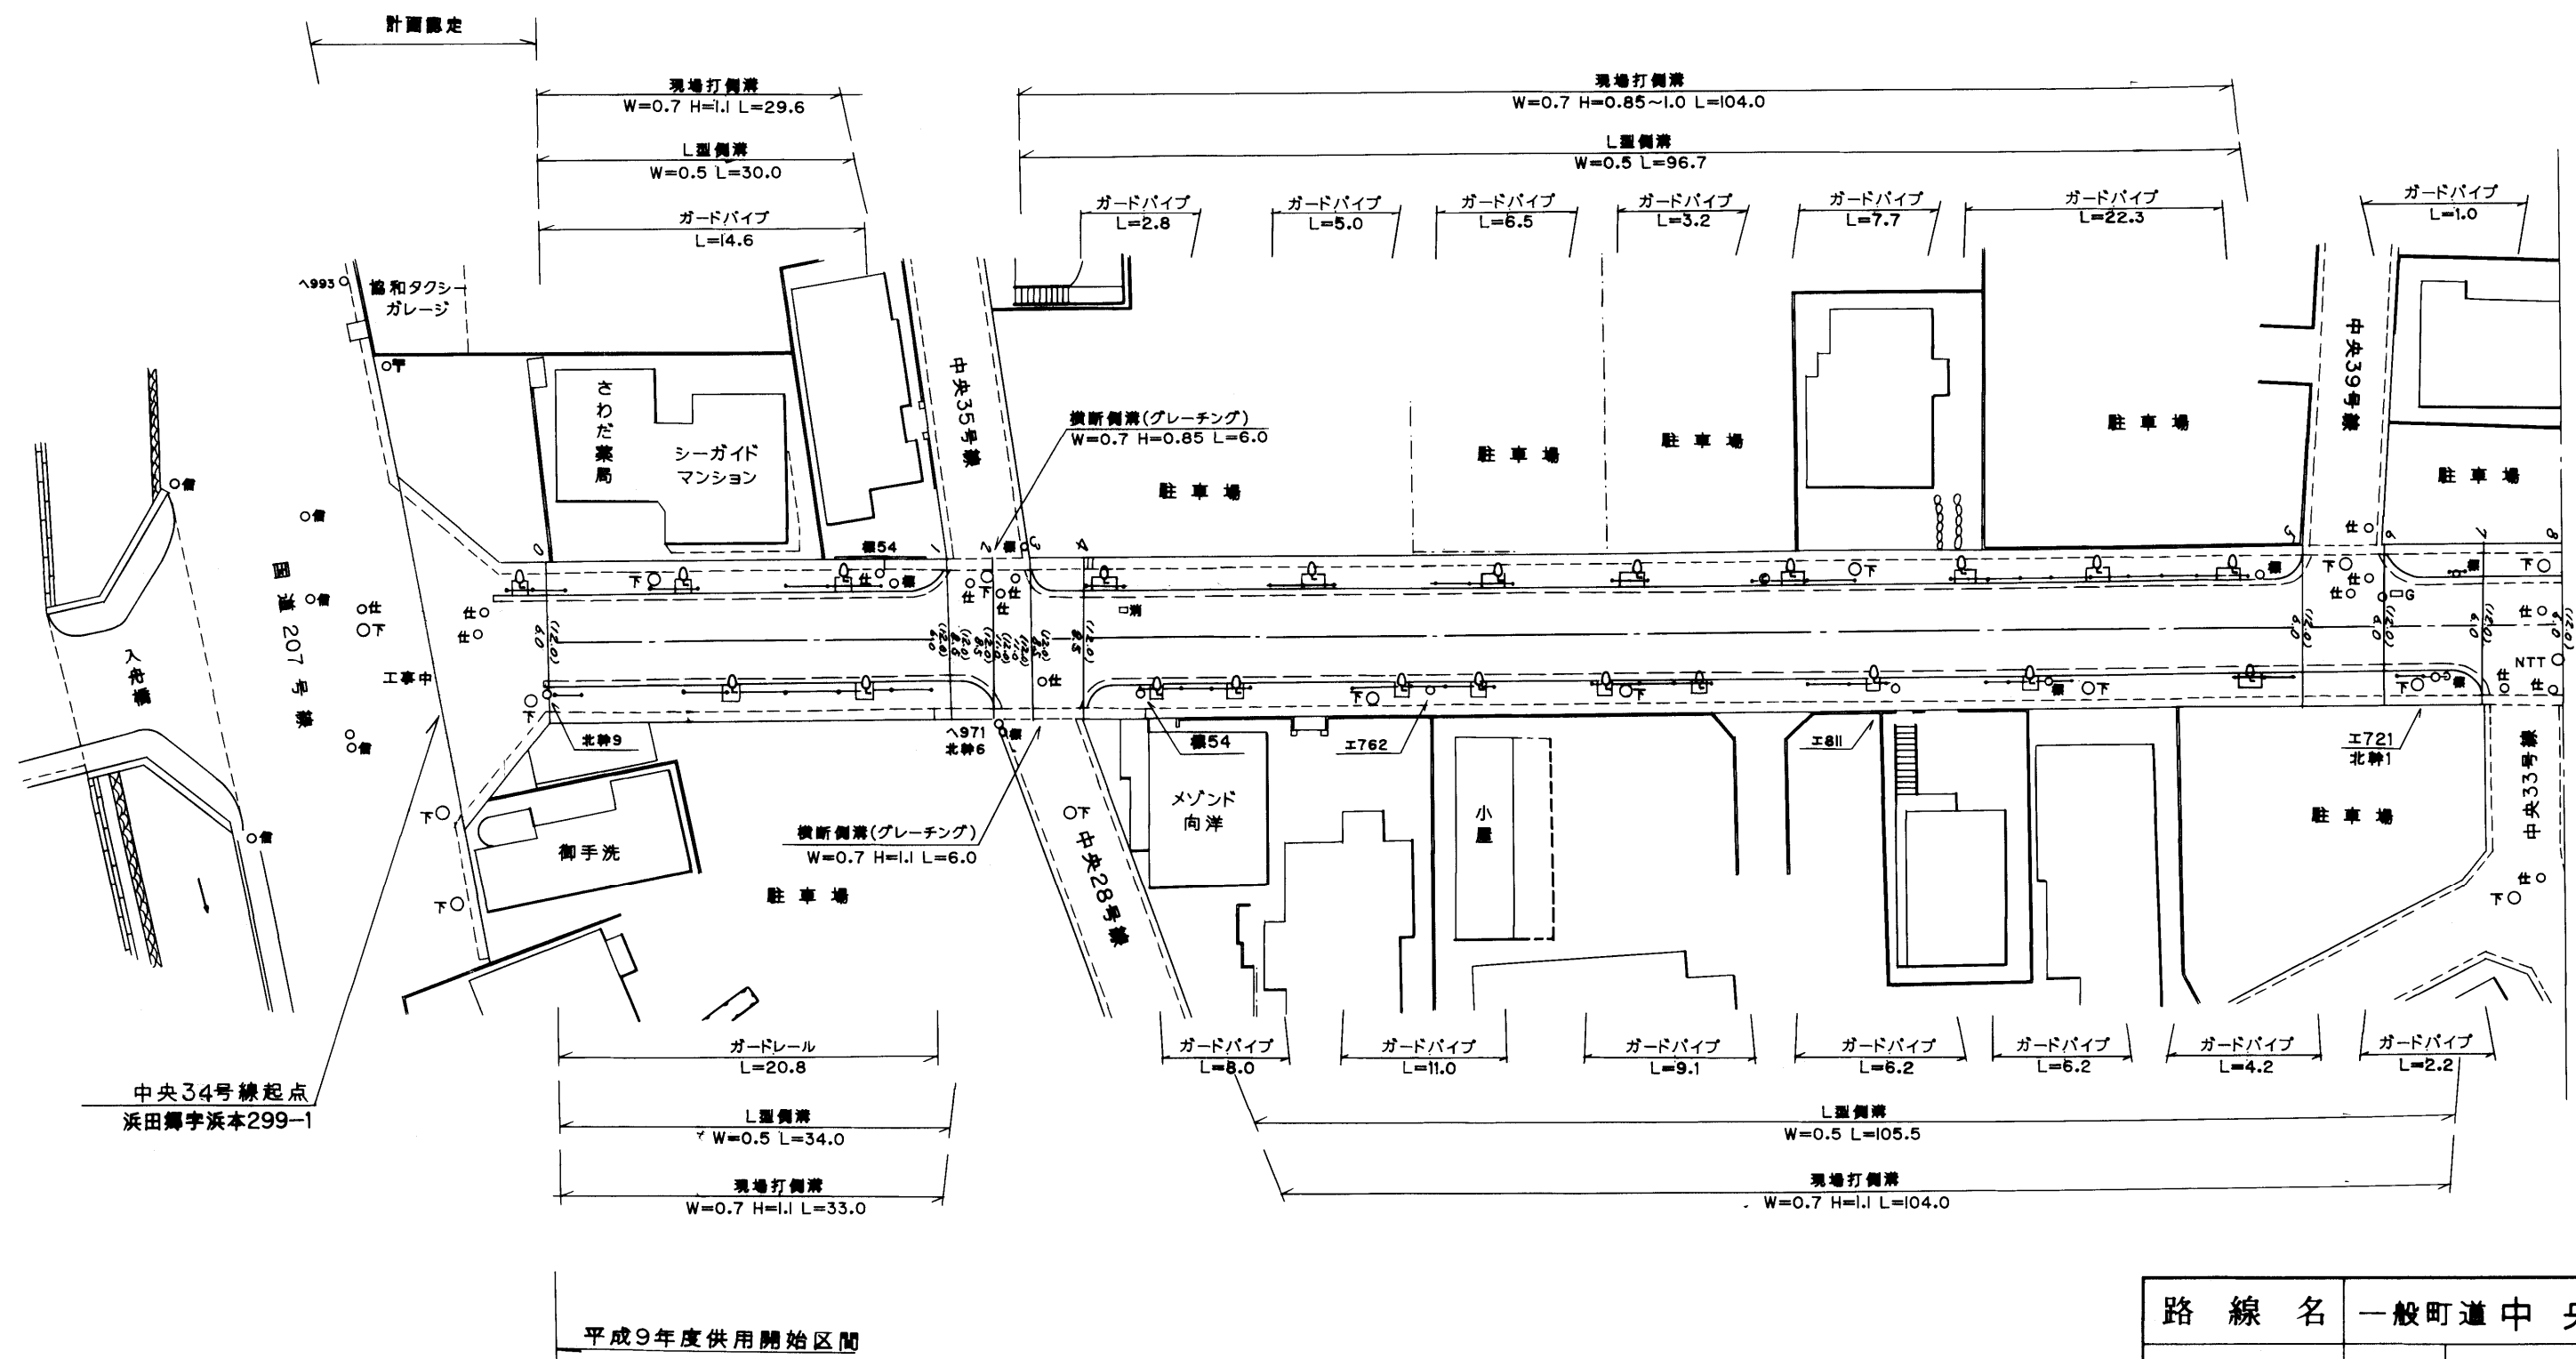 計画認定
現場打側溝
W=0.7 H=1.1 L=29.6
現場打側溝
W=0.7 H=0.85~1.0 L=104.0
L型側溝
W=0.5 L=30.0
L型側溝
W=0.5 L=96.7
ガードパイプ
L=14.6
ガードパイプ
L=2.8
ガードパイプ
L=5.0
ガードパイプ
L=6.5
ガードパイプ
L=3.2
ガードパイプ
L=7.7
ガードパイプ
L=22.3
ガードパイプ
L=1.0
ヘ993
協和タクシー
ガレージ
さわだ薬局
シーガイド
マンション
中央35号線
横断側溝(グレーチング)
W=0.7 H=0.85 L=6.0
駐車場
駐車場
駐車場
駐車場
中央39号線
駐車場
国道207号線
工事中
標54
0
1
2
3
4
5
6
7
8
消
G
NTT
北幹9
ヘ971
北幹6
標54
エ762
エ811
エ721
北幹1
御手洗
駐車場
横断側溝(グレーチング)
W=0.7 H=1.1 L=6.0
中央28号線
メゾンド
向洋
小屋
駐車場
中央33号線
中央34号線起点
浜田郷字浜本299-1
ガードレール
L=20.8
ガードパイプ
L=8.0
ガードパイプ
L=11.0
ガードパイプ
L=9.1
ガードパイプ
L=6.2
ガードパイプ
L=6.2
ガードパイプ
L=4.2
ガードパイプ
L=2.2
L型側溝
W=0.5 L=34.0
L型側溝
W=0.5 L=105.5
現場打側溝
W=0.7 H=1.1 L=33.0
現場打側溝
W=0.7 H=1.1 L=104.0
平成9年度供用開始区間
路線名
一般町道中央